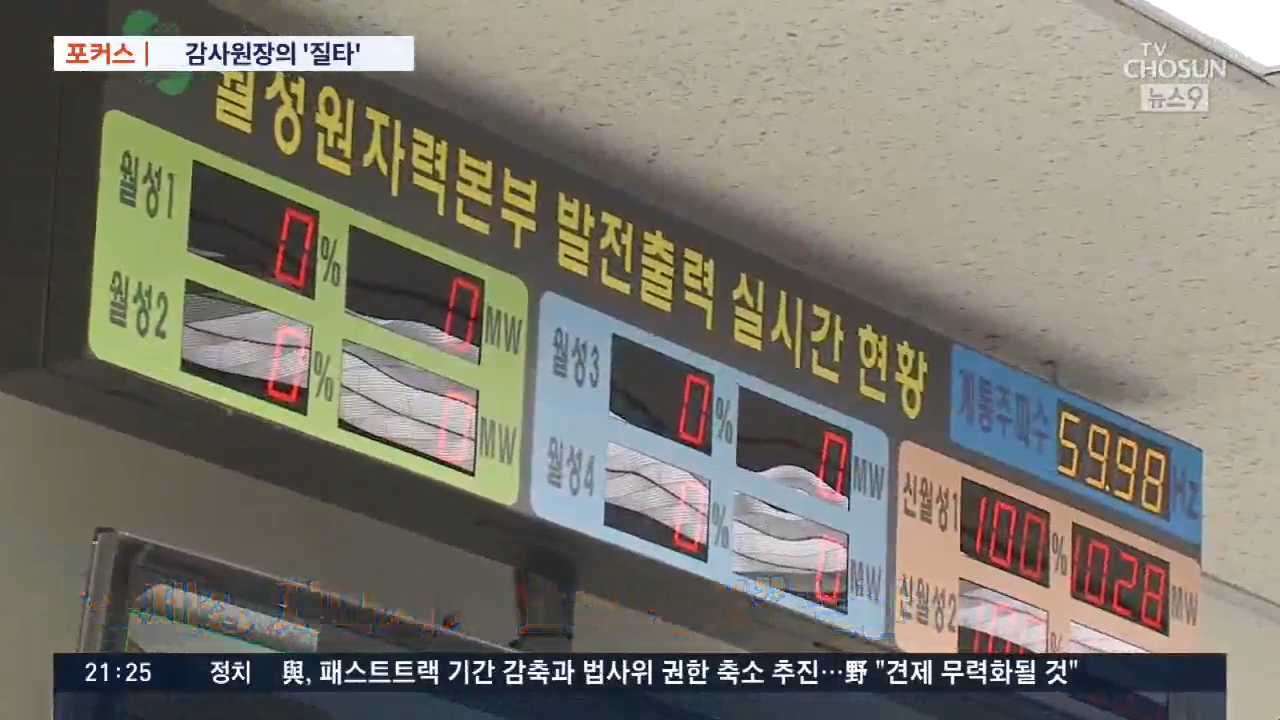 포커스 | 감사원장의 '질타'
TV
CHOSUN
뉴스9
월성원자력본부 발전출력 실시간 현황
월성1 0 % 0 MW
월성2 0 % 0 MW
월성3 0 % 0 MW
월성4 0 % 0 MW
계통주파수 59.98 HZ
신월성1 100 % 1028 MW
신월성2 %
21:25 정치 與, 패스트트랙 기간 감축과 법사위 권한 축소 추진…野 "견제 무력화될 것"